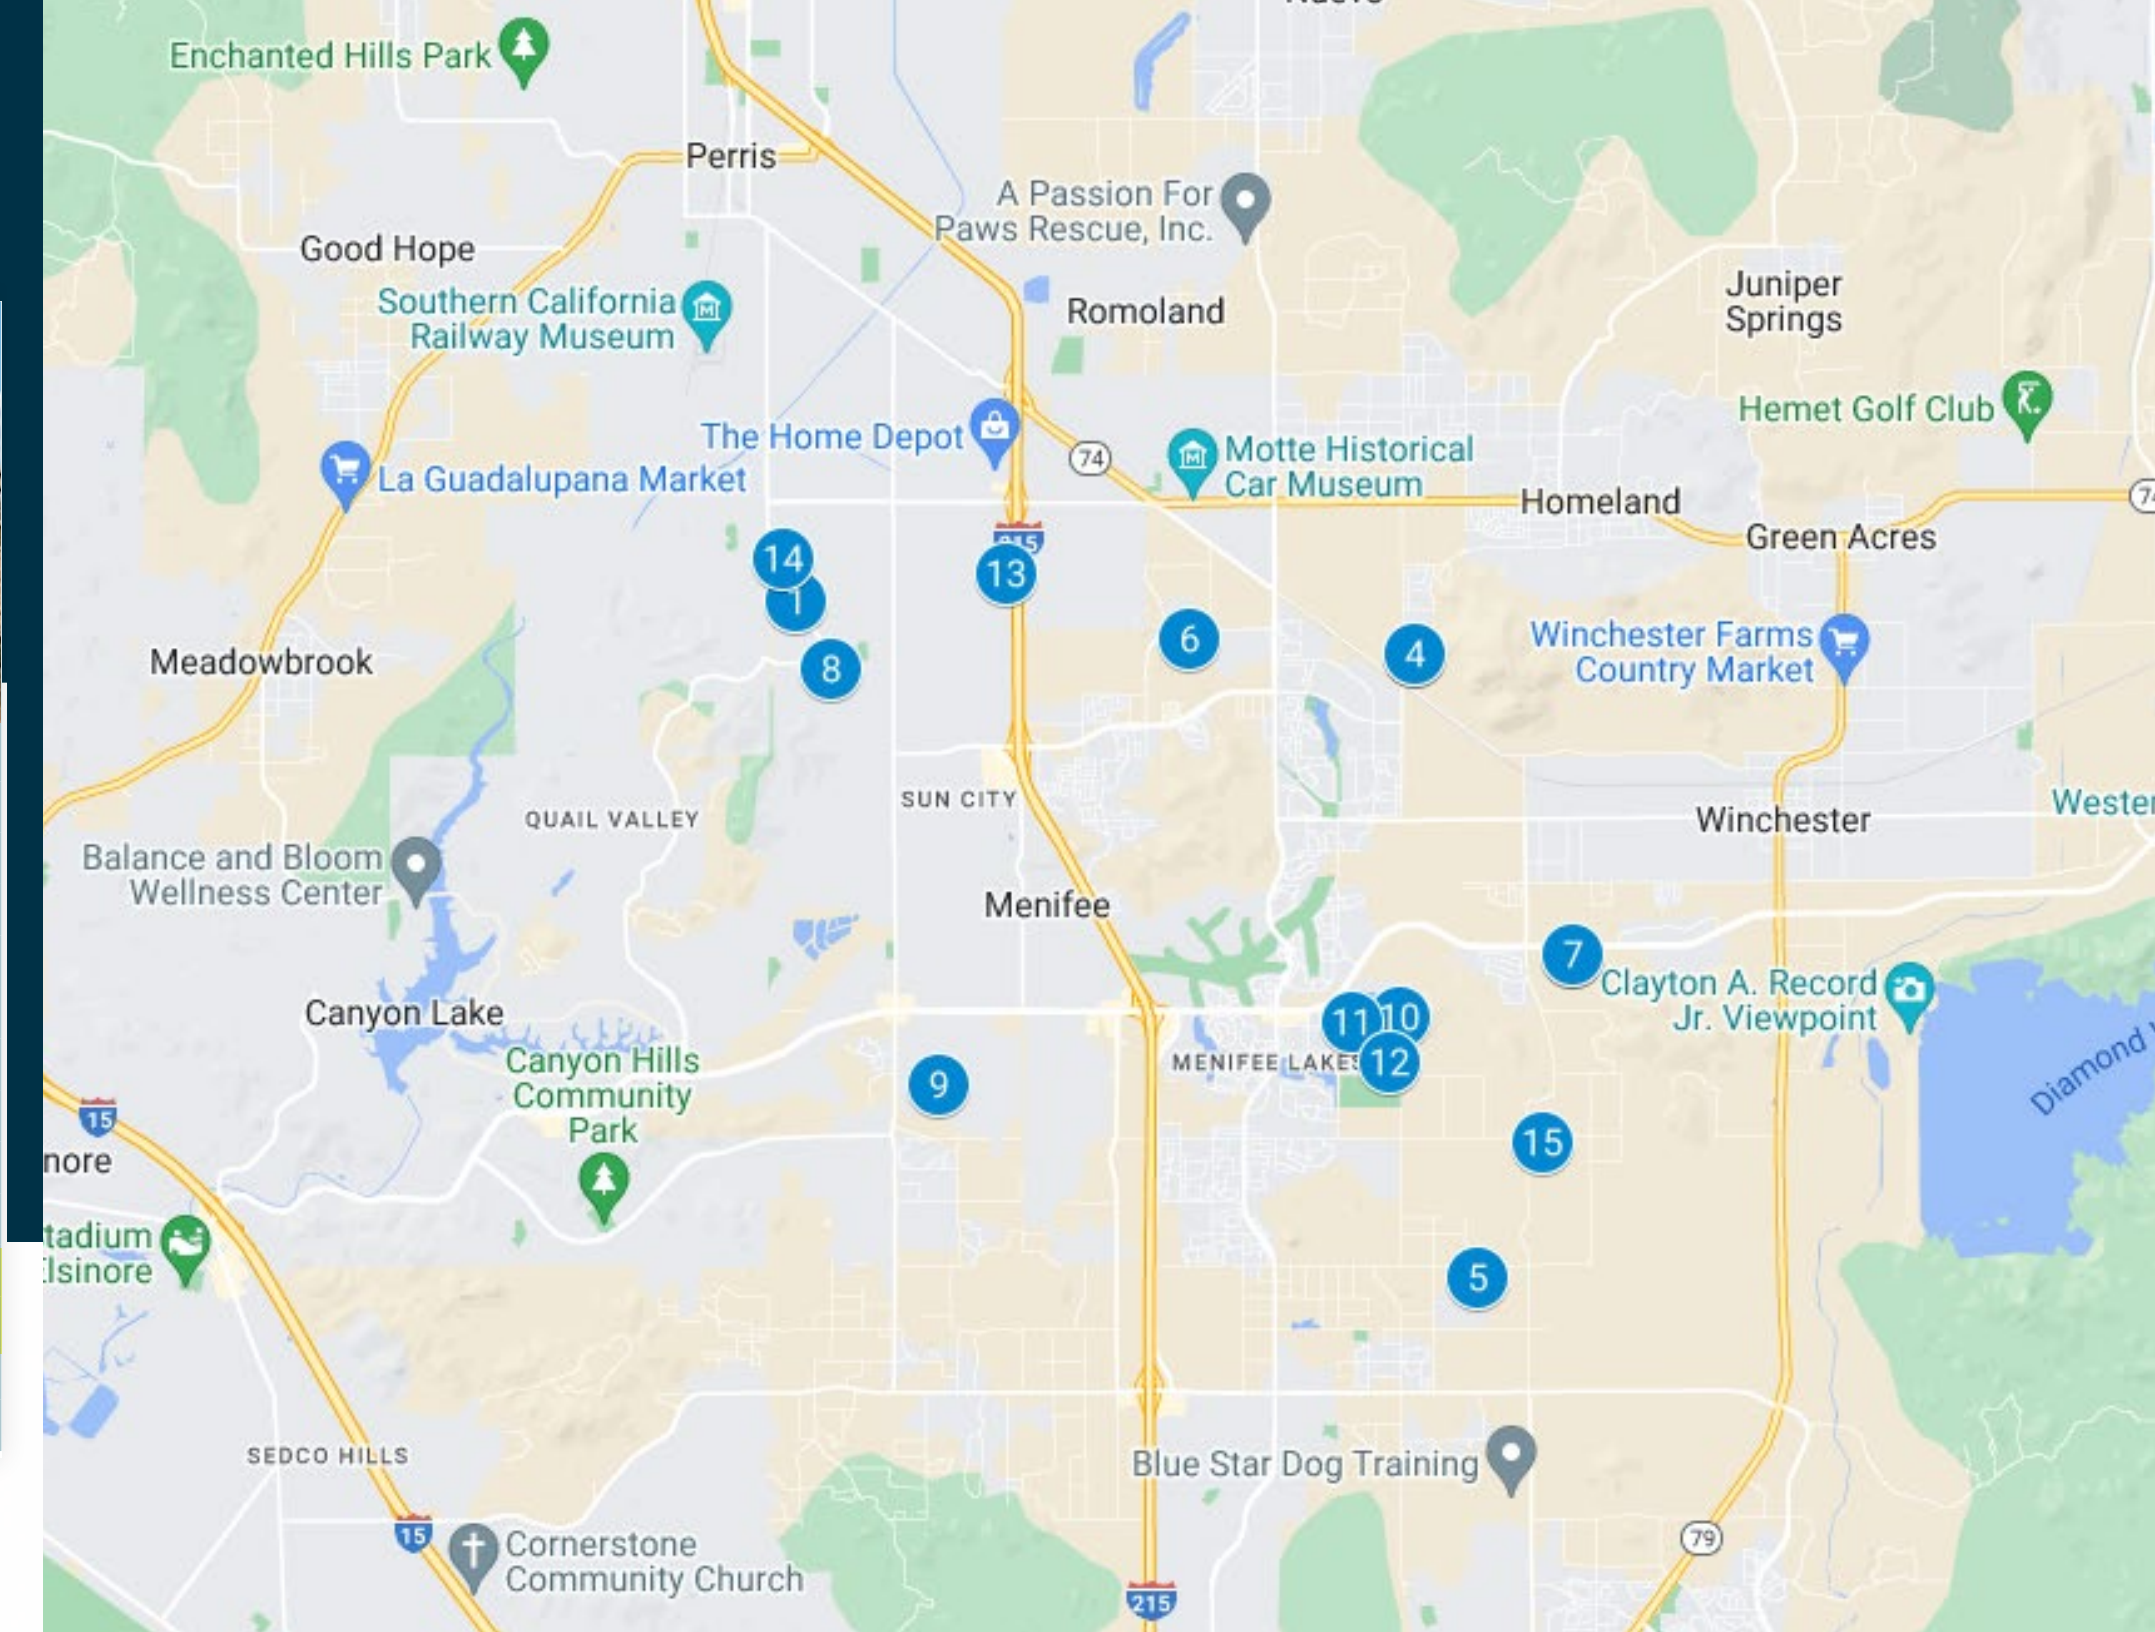 Enchanted Hills Park
Perris
A Passion For
Paws Rescue, Inc.
Good Hope
Southern California
Railway Museum
Romoland
Juniper
Springs
Hemet Golf Club
The Home Depot
74
Motte Historical
Car Museum
La Guadalupana Market
Homeland
Green Acres
215
14
13
1
6
4
8
Winchester Farms
Country Market
Meadowbrook
SUN CITY
QUAIL VALLEY
Winchester
Wester
Balance and Bloom
Wellness Center
Menifee
7
Clayton A. Record
Jr. Viewpoint
Canyon Lake
11
10
12
MENIFEE LAKES
Canyon Hills
Community
Park
9
Diamond
15
nore
15
tadium
Elsinore
5
SEDCO HILLS
Blue Star Dog Training
15
Cornerstone
Community Church
79
215